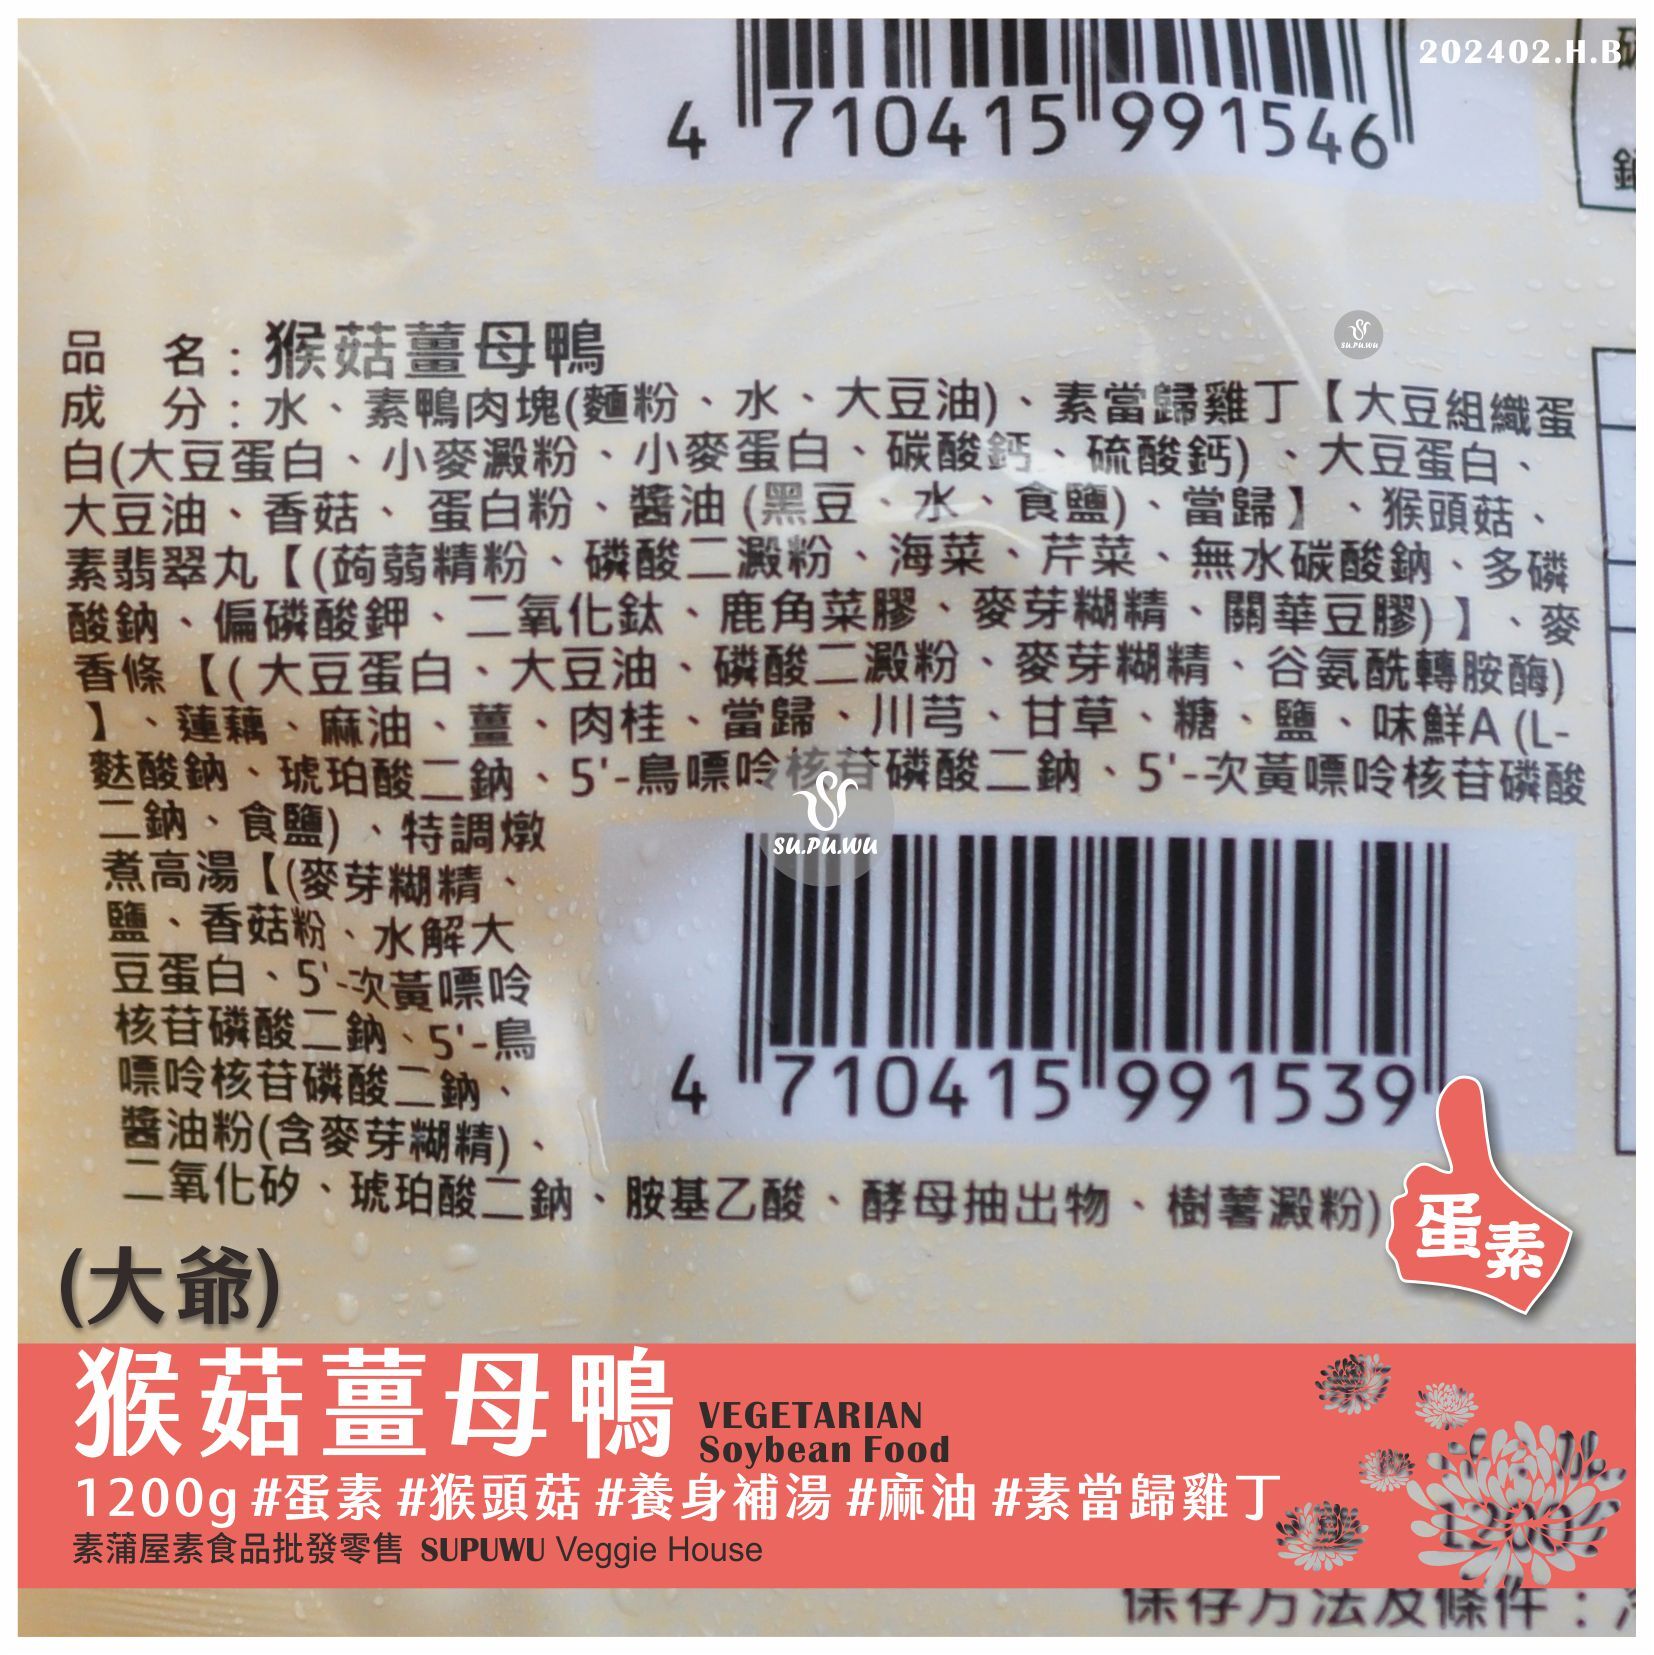 202402.H.B
4 710415 991546
品 名：猴菇薑母鴨
成 分：水、素鴨肉塊(麵粉、水、大豆油)、素當歸雞丁【大豆組織蛋
白(大豆蛋白、小麥澱粉、小麥蛋白、碳酸鈣、硫酸鈣)、大豆蛋白、
大豆油、香菇、蛋白粉、醬油(黑豆、水、食鹽)、當歸】、猴頭菇、
素翡翠丸【(蒟蒻精粉、磷酸二澱粉、海菜、芹菜、無水碳酸鈉、多磷
酸鈉、偏磷酸鉀、二氧化鈦、鹿角菜膠、麥芽糊精、關華豆膠)】、麥
香條【(大豆蛋白、大豆油、磷酸二澱粉、麥芽糊精、谷氨酰轉胺酶)
】、蓮藕、麻油、薑、肉桂、當歸、川芎、甘草、糖、鹽、味鮮A(L-
麩酸鈉、琥珀酸二鈉、5'-鳥嘌呤核苷磷酸二鈉、5'--次黃嘌呤核苷磷酸
二鈉、食鹽)、特調燉
煮高湯【(麥芽糊精、
鹽、香菇粉、水解大
豆蛋白、5'-次黃嘌呤
核苷磷酸二鈉、5'-鳥
嘌呤核苷磷酸二鈉、
醬油粉(含麥芽糊精)、
二氧化矽、琥珀酸二鈉、胺基乙酸、酵母抽出物、樹薯澱粉)
su.pu.wu
su.pu.wu
4 710415 991539
蛋素
(大爺)
猴菇薑母鴨 VEGETARIAN
Soybean Food
1200g #蛋素 #猴頭菇 #養身補湯 #麻油 #素當歸雞丁
素蒲屋素食品批發零售 SUPUWU Veggie House
保存方法及條件：